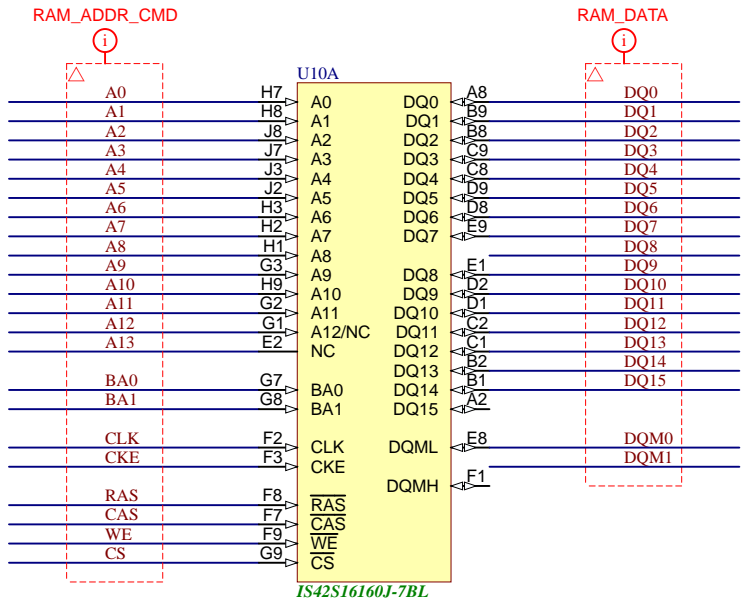 RAM_ADDR_CMD RAM_DATA
i i
U10A
A0 H7 A0 DQ0 A8 DQ0
A1 H8 A1 DQ1 B9 DQ1
A2 J8 A2 DQ2 B8 DQ2
A3 J7 A3 DQ3 C9 DQ3
A4 J3 A4 DQ4 C8 DQ4
A5 J2 A5 DQ5 D9 DQ5
A6 H3 A6 DQ6 D8 DQ6
A7 H2 A7 DQ7 E9 DQ7
A8 H1 A8 DQ8
A9 G3 A9 DQ8 E1 DQ9
A10 H9 A10 DQ9 D2 DQ10
A11 G2 A11 DQ10 D1 DQ11
A12 G1 A12/NC DQ11 C2 DQ12
A13 E2 NC DQ12 C1 DQ13
DQ13 B2 DQ14
BA0 G7 BA0 DQ14 B1 DQ15
BA1 G8 BA1 DQ15 A2
CLK F2 CLK DQML E8 DQM0
CKE F3 CKE DQM1
DQMH F1
RAS F8 RAS
CAS F7 CAS
WE F9 WE
CS G9 CS
IS42S16160J-7BL